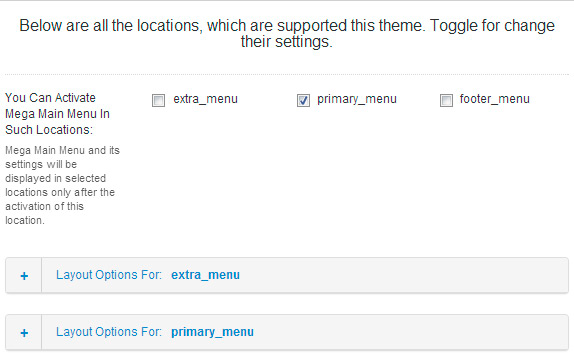 Below are all the locations, which are supported this theme. Toggle for change
their settings.
You Can Activate
Mega Main Menu In
Such Locations:
Mega Main Menu and its
settings will be
displayed in selected
locations only after the
activation of this
location.
extra_menu
primary_menu
footer_menu
+ Layout Options For: extra_menu
+ Layout Options For: primary_menu